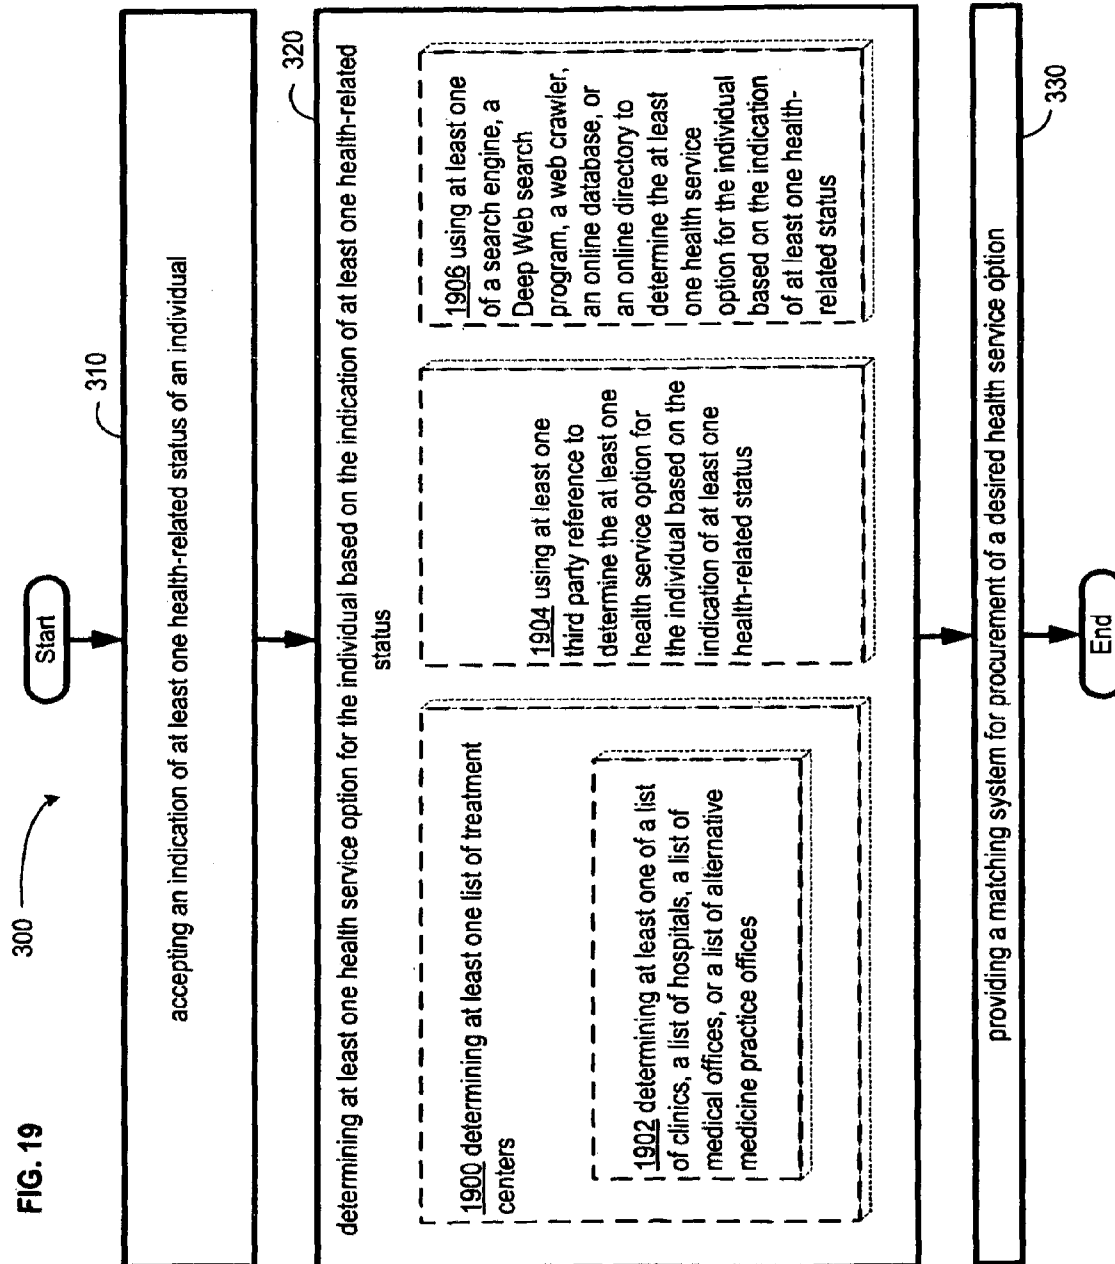 FIG. 19
300
Start
310
accepting an indication of at least one health-related status of an individual
320
determining at least one health service option for the individual based on the indication of at least one health-related
status
1900 determining at least one list of treatment
centers
1902 determining at least one of a list
of clinics, a list of hospitals, a list of
medical offices, or a list of alternative
medicine practice offices
1904 using at least one
third party reference to
determine the at least one
health service option for
the individual based on the
indication of at least one
health-related status
1906 using at least one
of a search engine, a
Deep Web search
program, a web crawler,
an online database, or
an online directory to
determine the at least
one health service
option for the individual
based on the indication
of at least one health-
related status
330
providing a matching system for procurement of a desired health service option
End